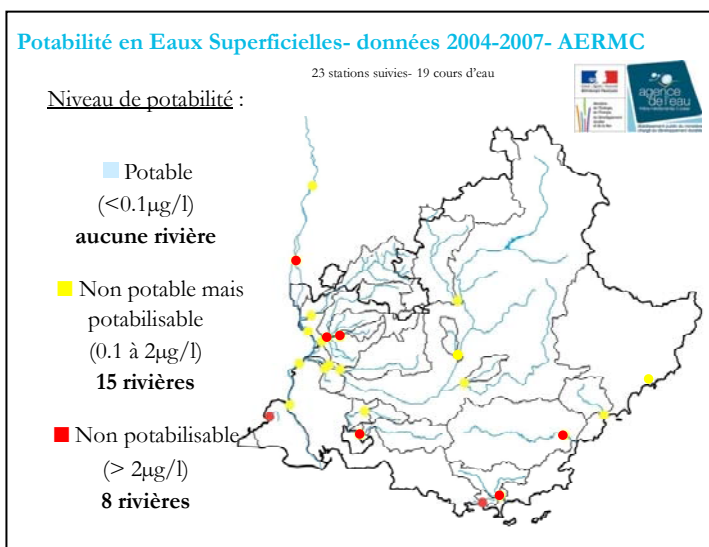 Potabilité en Eaux Superficielles- données 2004-2007- AERMC
23 stations suivies- 19 cours d'eau
Niveau de potabilité :
agence
de l'eau
Potable
(<0.1µg/l)
aucune rivière
Non potable mais
potabilisable
(0.1 à 2µg/l)
15 rivières
Non potabilisable
(> 2µg/l)
8 rivières